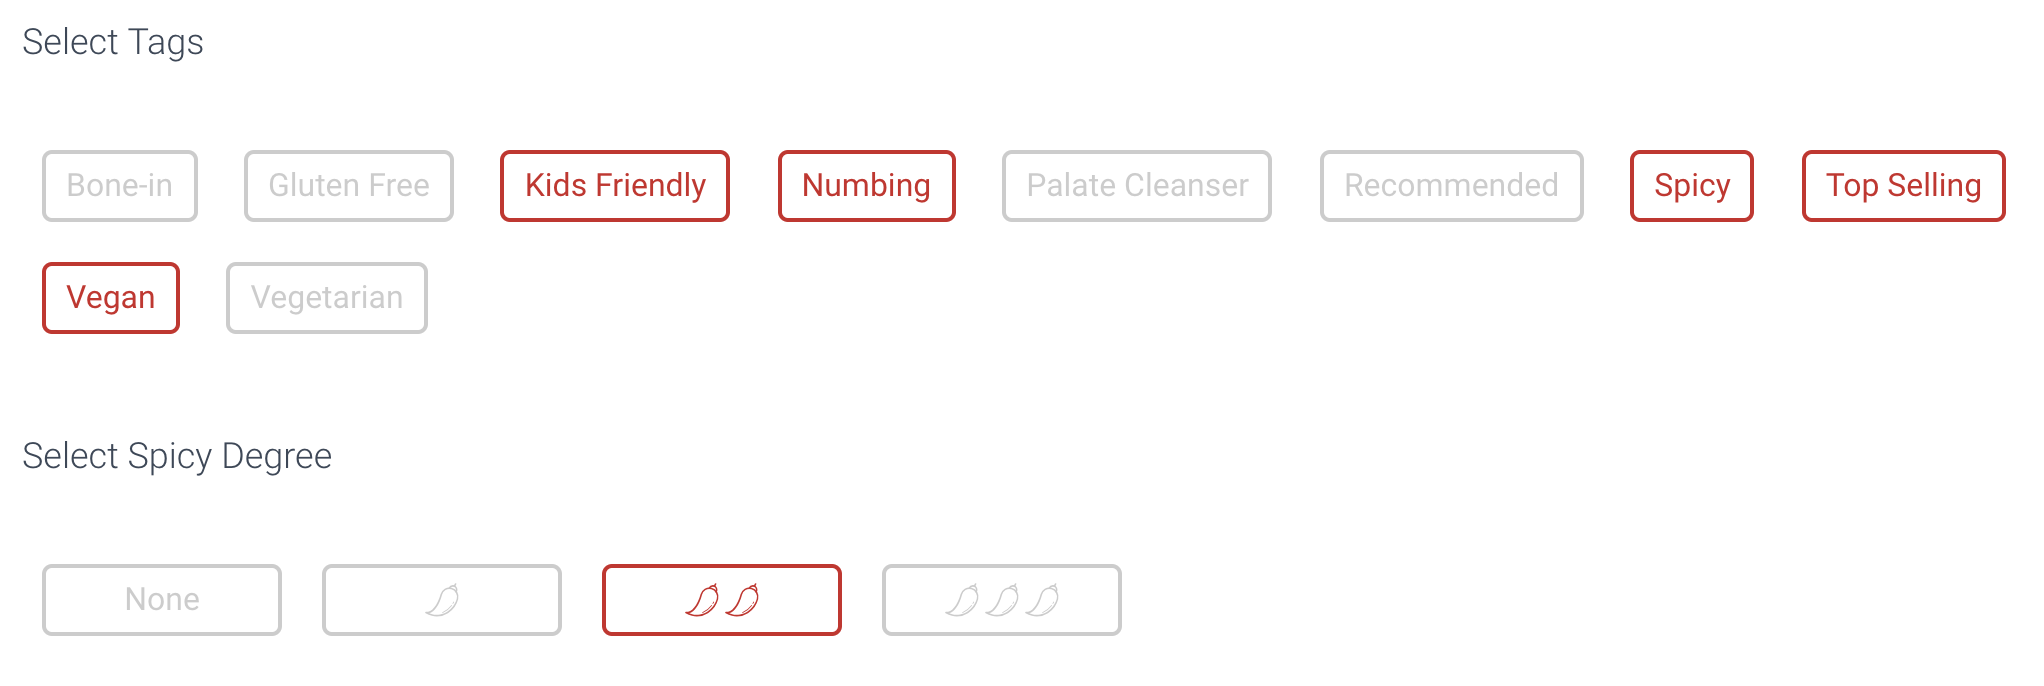 Select Tags
Bone-in Gluten Free Kids Friendly Numbing Palate Cleanser Recommended Spicy Top Selling
Vegan Vegetarian
Select Spicy Degree
None